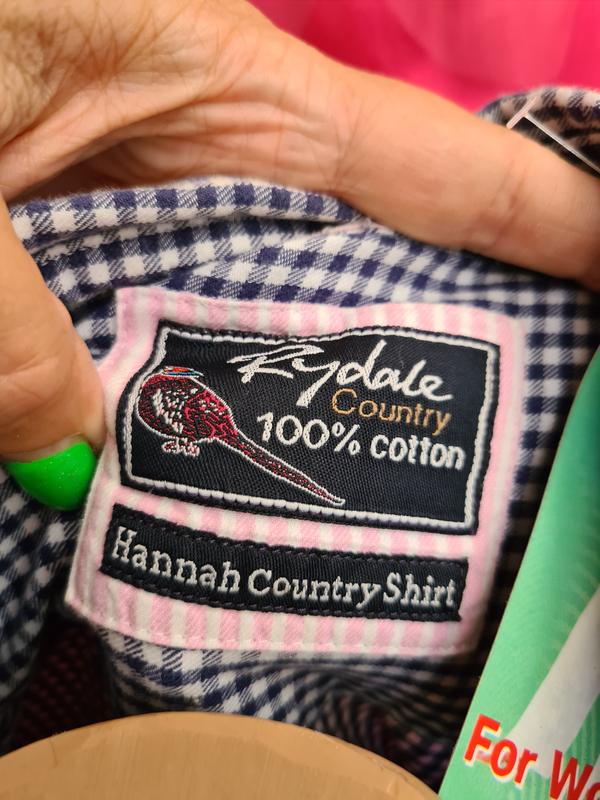 Rydale
Country
100% cotton
Hannah Country Shirt
For